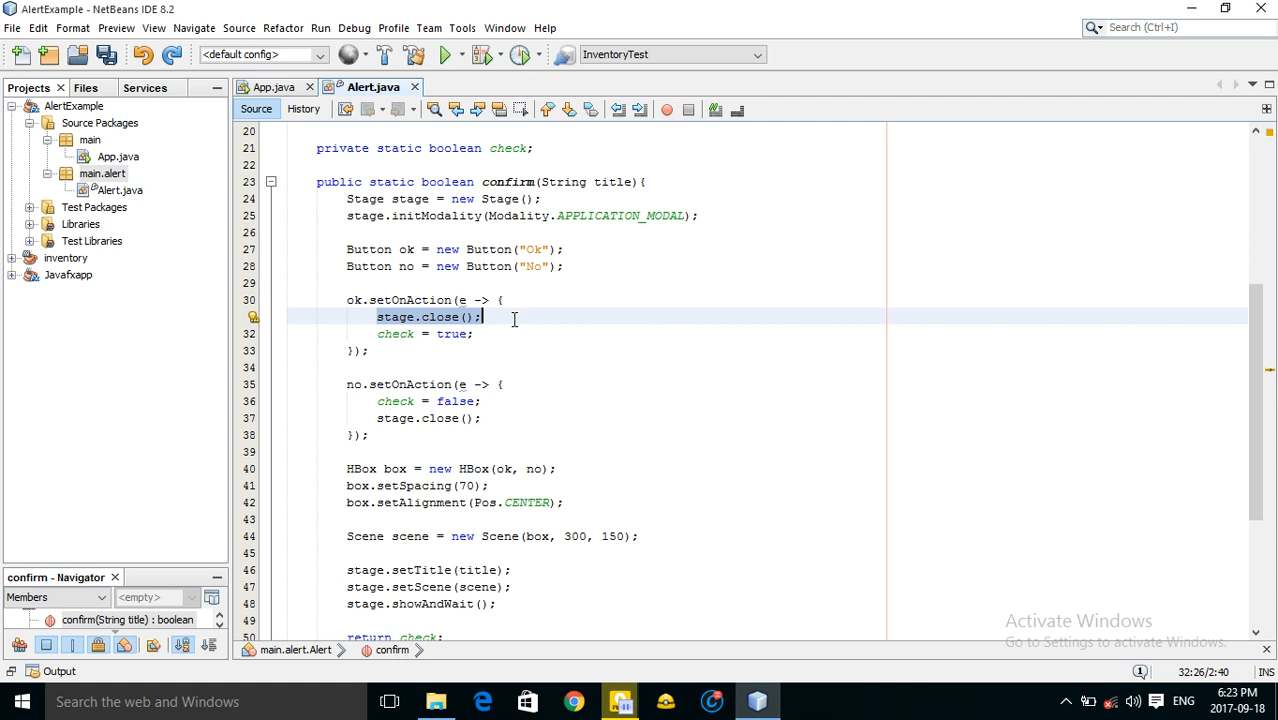 AlertExample - NetBeans IDE 8.2
File Edit Format Preview View Navigate Source Refactor Run Debug Profile Team Tools Window Help
Search (Ctrl+I)
<default config>
InventoryTest
Projects Files Services
App.java Alert.java
Source History
AlertExample
Source Packages
main
App.java
main.alert
Alert.java
Test Packages
Libraries
Test Libraries
inventory
Javafxapp
20
21 private static boolean check;
22
23 public static boolean confirm(String title){
24 Stage stage = new Stage();
25 stage.initModality(Modality.APPLICATION_MODAL);
26
27 Button ok = new Button("Ok");
28 Button no = new Button("No");
29
30 ok.setOnAction(e -> {
stage.close();
32 check = true;
33 });
34
35 no.setOnAction(e -> {
36 check = false;
37 stage.close();
38 });
39
40 HBox box = new HBox(ok, no);
41 box.setSpacing(70);
42 box.setAlignment(Pos.CENTER);
43
44 Scene scene = new Scene(box, 300, 150);
45
46 stage.setTitle(title);
47 stage.setScene(scene);
48 stage.showAndWait();
49
50 return check;
confirm - Navigator
Members <empty>
confirm(String title) : boolean
main.alert.Alert confirm
Activate Windows
Go to Settings to activate Windows.
Output
32:26/2:40 INS
Search the web and Windows
ENG
6:23 PM
2017-09-18